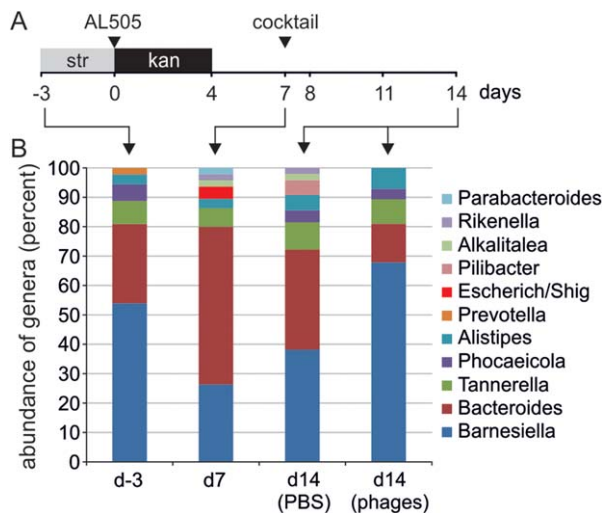 A
AL505
cocktail
str
kan
-3 0 4 7 8 11 14 days
B
abundance of genera (percent)
100
90
80
70
60
50
40
30
20
10
0
d-3
d7
d14
(PBS)
d14
(phages)
Parabacteroides
Rikenella
Alkalitalea
Pilibacter
Escherich/Shig
Prevotella
Alistipes
Phocaeicola
Tannerella
Bacteroides
Barnesiella